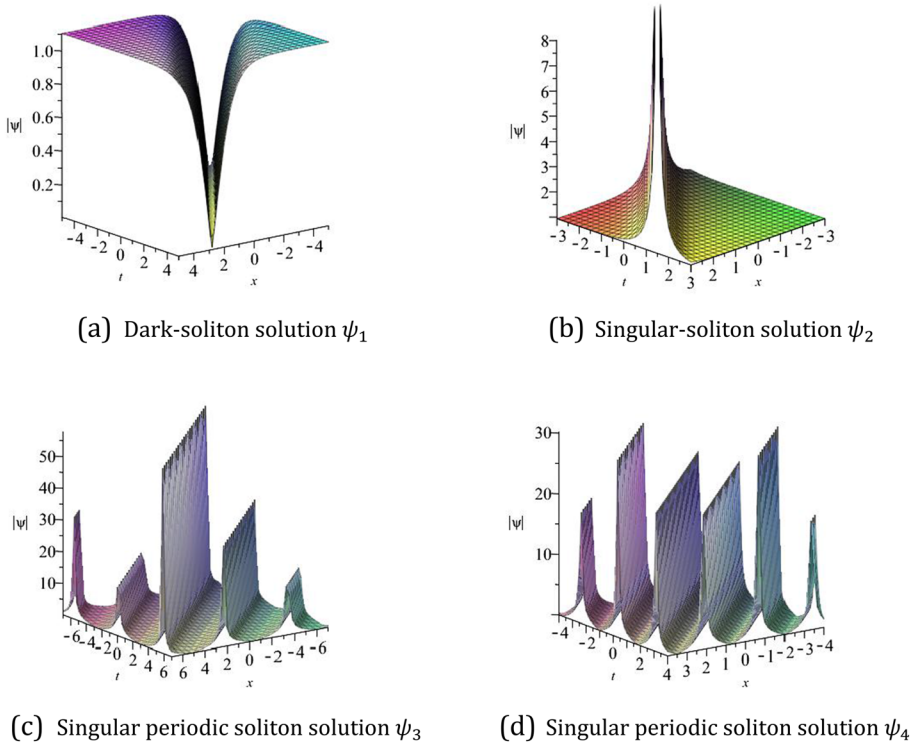 1.0
0.8
0.6
0.4
0.2
|ψ|
-4 -2 0 2 4
t
4 2 0 -2 -4
x
(a) Dark-soliton solution ψ1
8
7
6
5
4
3
2
|ψ|
-3 -2 -1 0 1 2 3
t
2 1 0 -1 -2 -3
x
(b) Singular-soliton solution ψ2
50
40
30
20
10
|ψ|
-6 -4 -2 0 2 4 6
t
6 4 2 0 -2 -4 -6
x
(c) Singular periodic soliton solution ψ3
30
20
10
|ψ|
-4 -2 0 2 4
t
3 2 1 0 -1 -2 -3 -4
x
(d) Singular periodic soliton solution ψ4